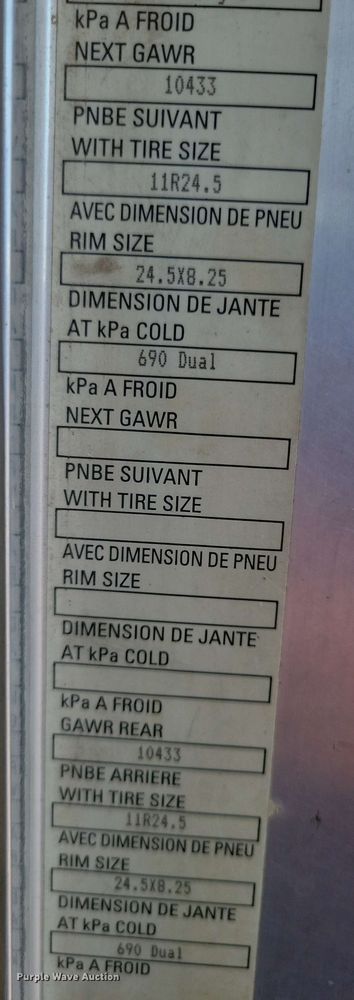 kPa A FROID
NEXT GAWR
10433
PNBE SUIVANT
WITH TIRE SIZE
11R24.5
AVEC DIMENSION DE PNEU
RIM SIZE
24.5X8.25
DIMENSION DE JANTE
AT kPa COLD
690 Dual
kPa A FROID
NEXT GAWR
PNBE SUIVANT
WITH TIRE SIZE
AVEC DIMENSION DE PNEU
RIM SIZE
DIMENSION DE JANTE
AT kPa COLD
kPa A FROID
GAWR REAR
10433
PNBE ARRIERE
WITH TIRE SIZE
11R24.5
AVEC DIMENSION DE PNEU
RIM SIZE
24.5X8.25
DIMENSION DE JANTE
AT kPa COLD
690 Dual
kPa A FROID
Purple Wave Auction